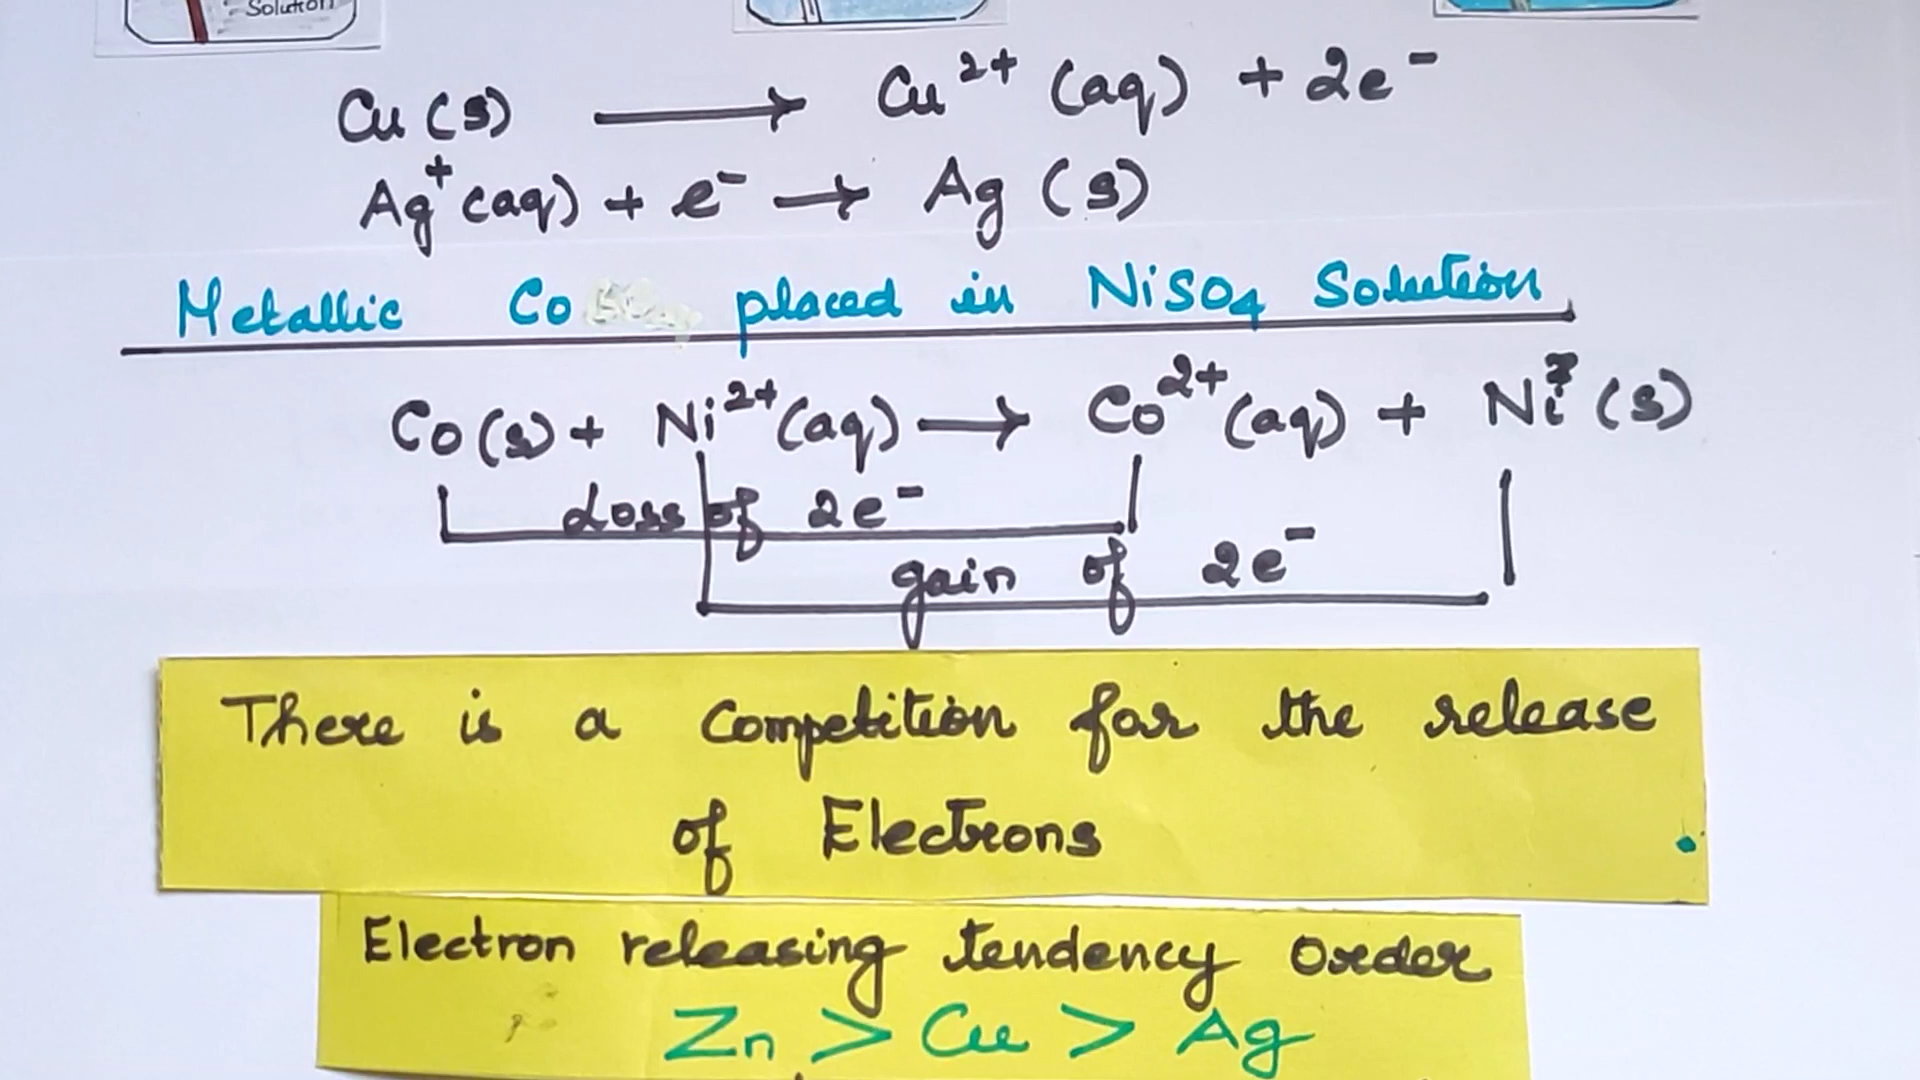 Solution
Cu (s) ⟶ Cu²⁺ (aq) + 2e⁻
Ag⁺(aq) + e⁻ → Ag (s)
Metallic Co placed in NiSO₄ Solution
Co(s) + Ni²⁺(aq) → Co²⁺(aq) + Ni (s)
Loss of 2e⁻
gain of 2e⁻
There is a Competition for the release
of Electrons
Electron releasing tendency Order
Zn > Cu > Ag